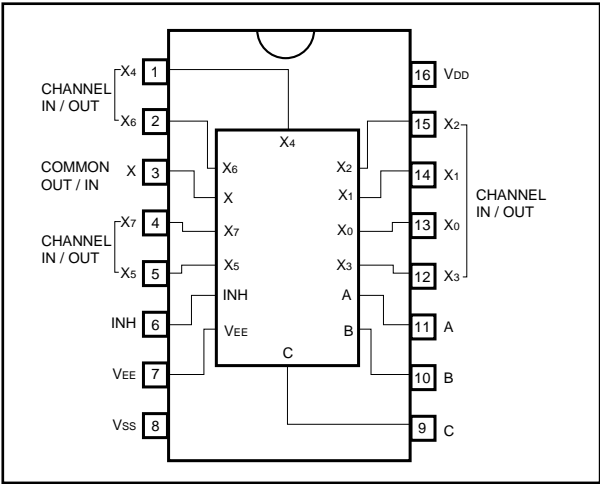 X4 1
CHANNEL
IN / OUT
X6 2
COMMON
OUT / IN
X 3
X7 4
CHANNEL
IN / OUT
X5 5
INH 6
VEE 7
VSS 8
X4
X6
X
X7
X5
INH
VEE
C
X2
X1
X0
X3
A
B
16 VDD
15 X2
14 X1
CHANNEL
IN / OUT
13 X0
12 X3
11 A
10 B
9 C